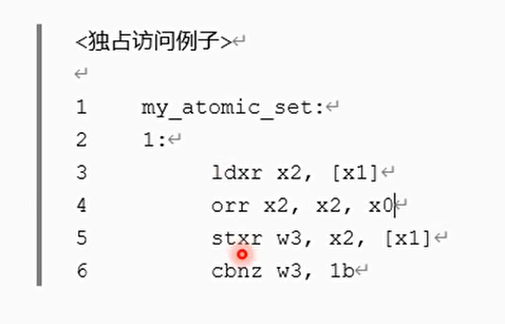 <独占访问例子>↵
↵
1 my_atomic_set:↵
2 1:↵
3 ldxr x2, [x1]↵
4 orr x2, x2, x0↵
5 stxr w3, x2, [x1]↵
6 cbnz w3, 1b↵